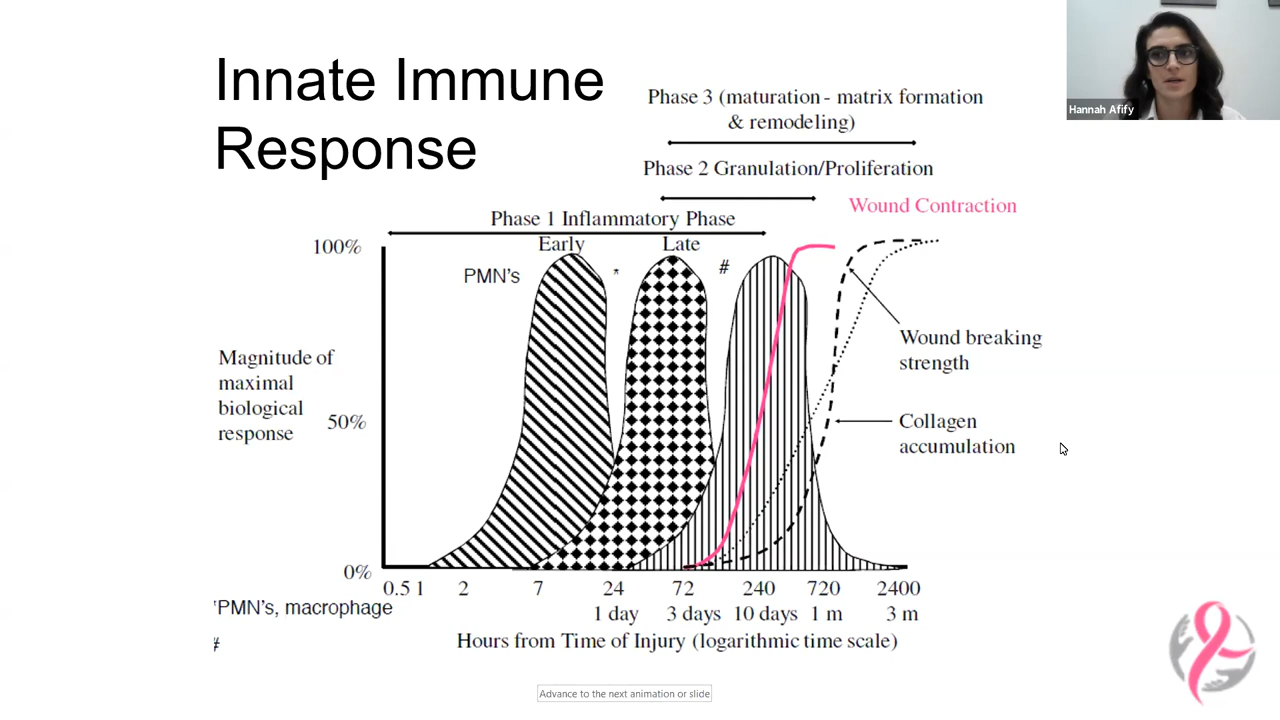 Innate Immune
Response
Hannah Afify
Phase 3 (maturation - matrix formation
& remodeling)
Phase 2 Granulation/Proliferation
Wound Contraction
Phase 1 Inflammatory Phase
Early
Late
100%
PMN's
*
#
Wound breaking
strength
Magnitude of
maximal
biological
response
50%
Collagen
accumulation
0%
0.5 1 2 7 24 72 240 720 2400
1 day 3 days 10 days 1 m 3 m
'PMN's, macrophage
#
Hours from Time of Injury (logarithmic time scale)
Advance to the next animation or slide